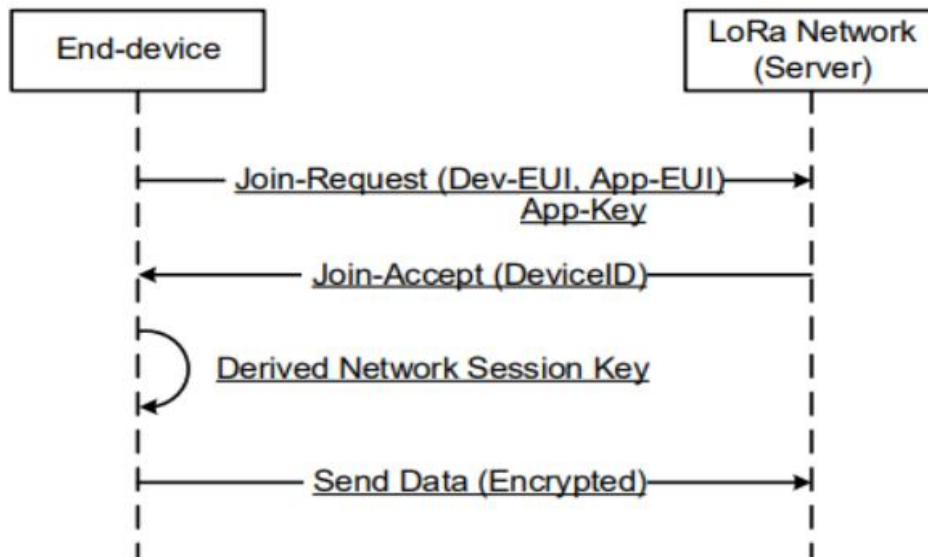 End-device
LoRa Network
(Server)
Join-Request (Dev-EUI, App-EUI)
App-Key
Join-Accept (DeviceID)
Derived Network Session Key
Send Data (Encrypted)